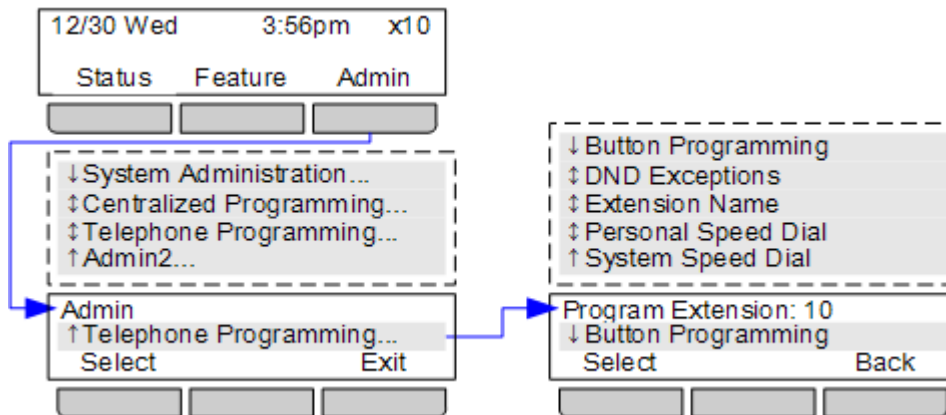 12/30 Wed 3:56pm x10
Status Feature Admin
↓System Administration...
↕Centralized Programming...
↕Telephone Programming...
↑Admin2...
Admin
↑Telephone Programming...
Select Exit
↓Button Programming
↕DND Exceptions
↕Extension Name
↕Personal Speed Dial
↑System Speed Dial
Program Extension: 10
↓Button Programming
Select Back